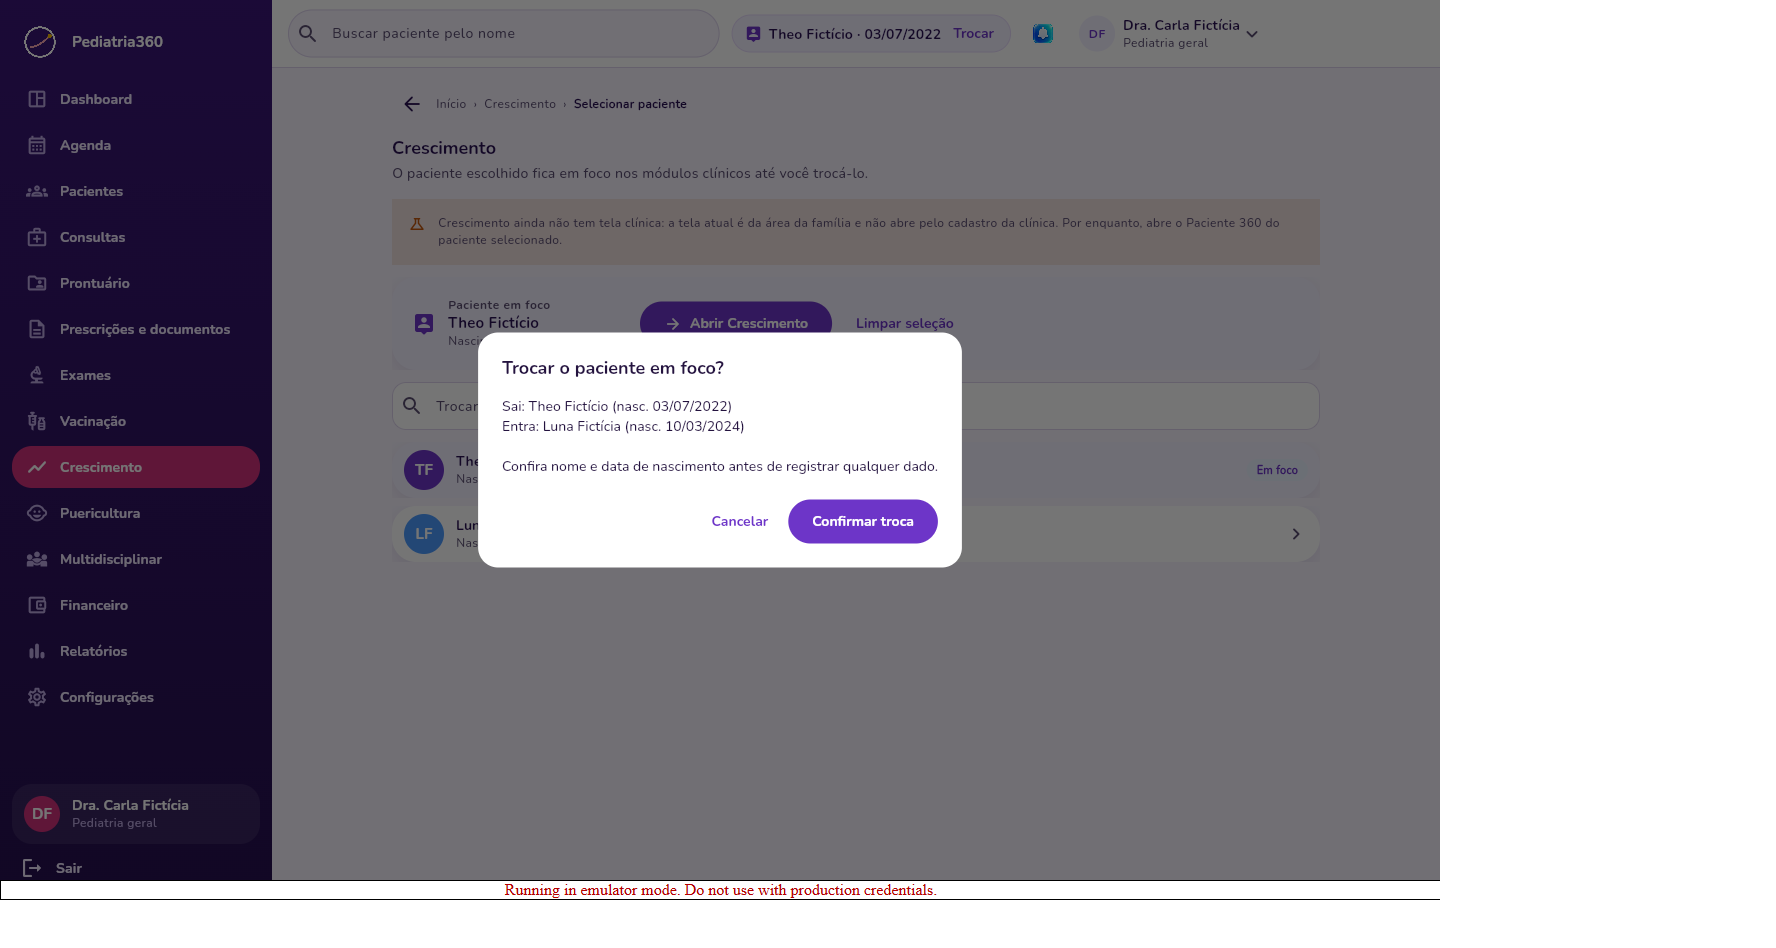 Pediatria360
Dashboard
Agenda
Pacientes
Consultas
Prontuário
Prescrições e documentos
Exames
Vacinação
Crescimento
Puericultura
Multidisciplinar
Financeiro
Relatórios
Configurações
DF
Dra. Carla Fictícia
Pediatria geral
Sair
Buscar paciente pelo nome
Theo Fictício · 03/07/2022 Trocar
DF
Dra. Carla Fictícia
Pediatria geral
Início › Crescimento › Selecionar paciente
Crescimento
O paciente escolhido fica em foco nos módulos clínicos até você trocá-lo.
Crescimento ainda não tem tela clínica: a tela atual é da área da família e não abre pelo cadastro da clínica. Por enquanto, abre o Paciente 360 do
paciente selecionado.
Paciente em foco
Theo Fictício
Abrir Crescimento
Limpar seleção
Trocar
TF
Em foco
LF
Trocar o paciente em foco?
Sai: Theo Fictício (nasc. 03/07/2022)
Entra: Luna Fictícia (nasc. 10/03/2024)
Confira nome e data de nascimento antes de registrar qualquer dado.
Cancelar
Confirmar troca
Running in emulator mode. Do not use with production credentials.